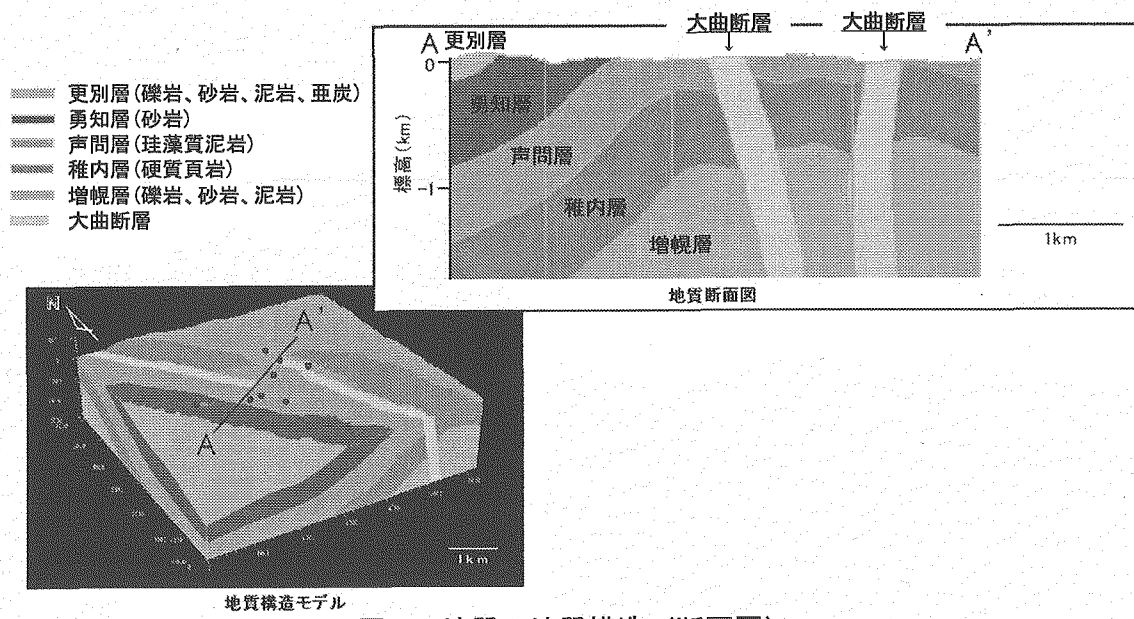 大曲断層 大曲断層
A 更別層 A'
0
勇知層
声問層
標高(km)
-1
稚内層
増幌層
1km
地質断面図
更別層(礫岩、砂岩、泥岩、亜炭)
勇知層(砂岩)
声問層(珪藻質泥岩)
稚内層(硬質頁岩)
増幌層(礫岩、砂岩、泥岩)
大曲断層
N
A'
A
1km
地質構造モデル